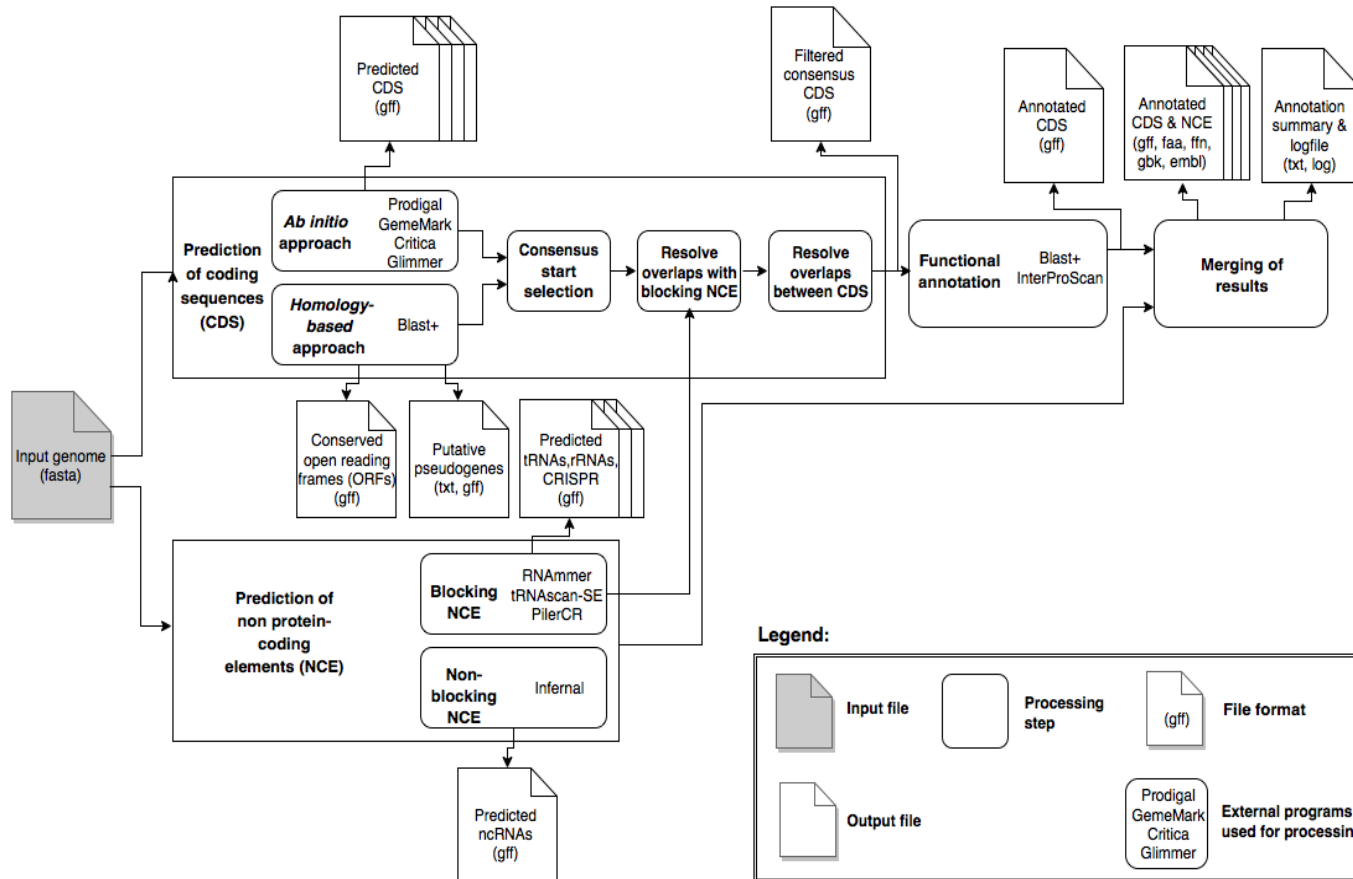 Predicted
CDS
(gff)
Filtered
consensus
CDS
(gff)
Annotated
CDS
(gff)
Annotated
CDS & NCE
(gff, faa, ffn,
gbk, embl)
Annotation
summary &
logfile
(txt, log)
Prediction
of coding
sequences
(CDS)
Ab initio
approach
Prodigal
GemeMark
Critica
Glimmer
Homology-
based
approach
Blast+
Consensus
start
selection
Resolve
overlaps with
blocking NCE
Resolve
overlaps
between CDS
Functional
annotation
Blast+
InterProScan
Merging of
results
Input genome
(fasta)
Conserved
open reading
frames (ORFs)
(gff)
Putative
pseudogenes
(txt, gff)
Predicted
tRNAs,rRNAs,
CRISPR
(gff)
Prediction of
non protein-
coding
elements (NCE)
Blocking
NCE
RNAmmer
tRNAscan-SE
PilerCR
Non-
blocking
NCE
Infernal
Predicted
ncRNAs
(gff)
Legend:
Input file
Processing
step
(gff)
File format
Output file
Prodigal
GemeMark
Critica
Glimmer
External programs
used for processin